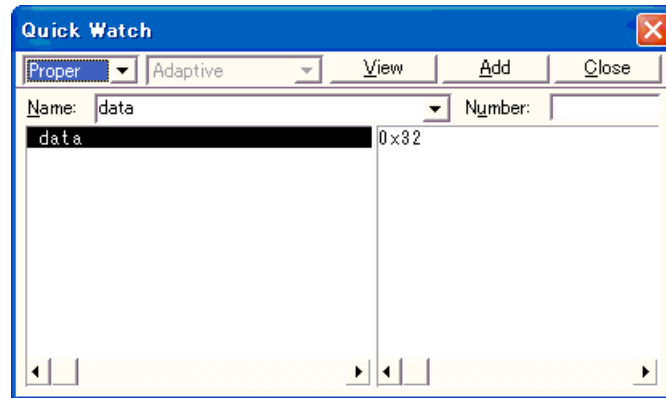 Quick Watch
Proper Adaptive View Add Close
Name: data Number:
data 0x32